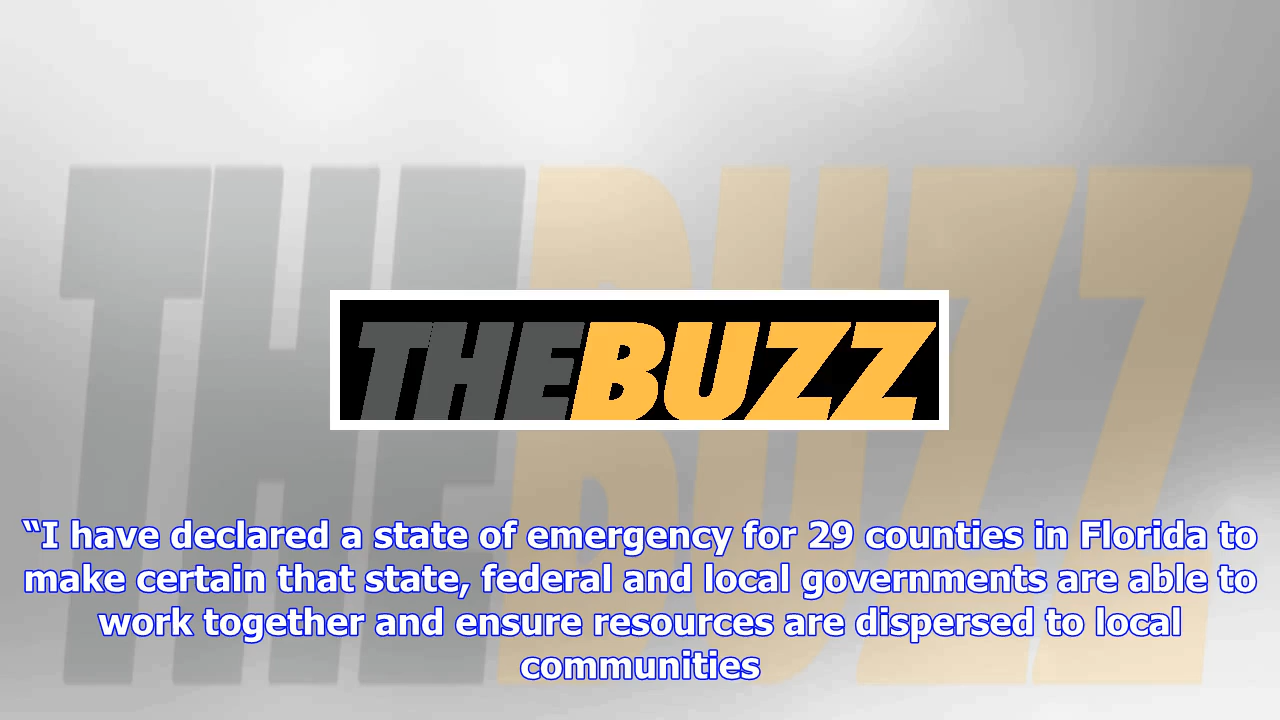 THEBUZZ
THEBUZZ
“I have declared a state of emergency for 29 counties in Florida to
make certain that state, federal and local governments are able to
work together and ensure resources are dispersed to local
communities